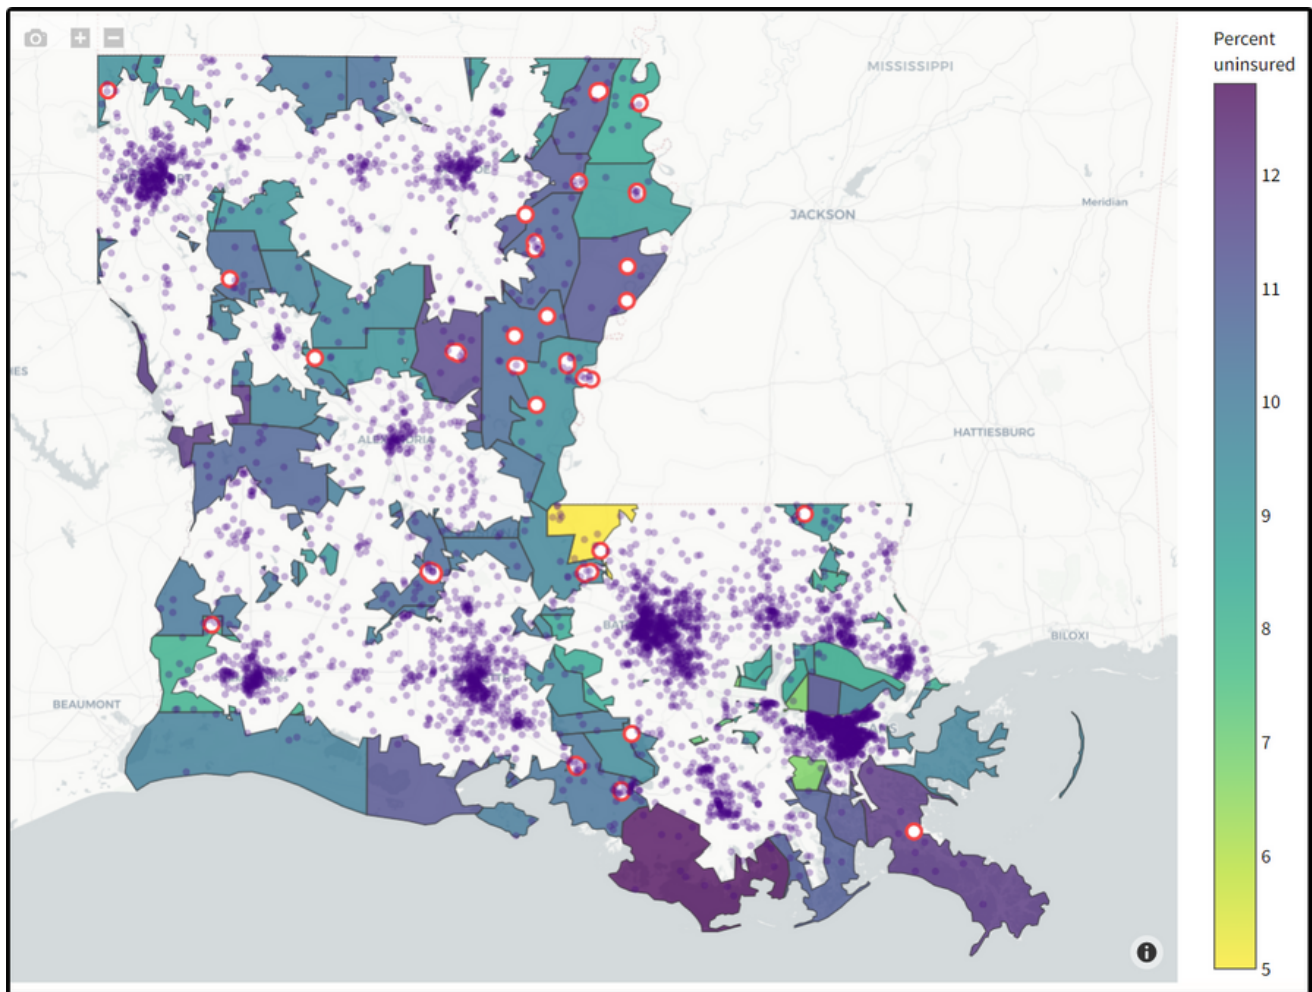 Percent
uninsured
MISSISSIPPI
12
Meridian
JACKSON
11
10
HATTIESBURG
9
8
BILOXI
BEAUMONT
7
6
5